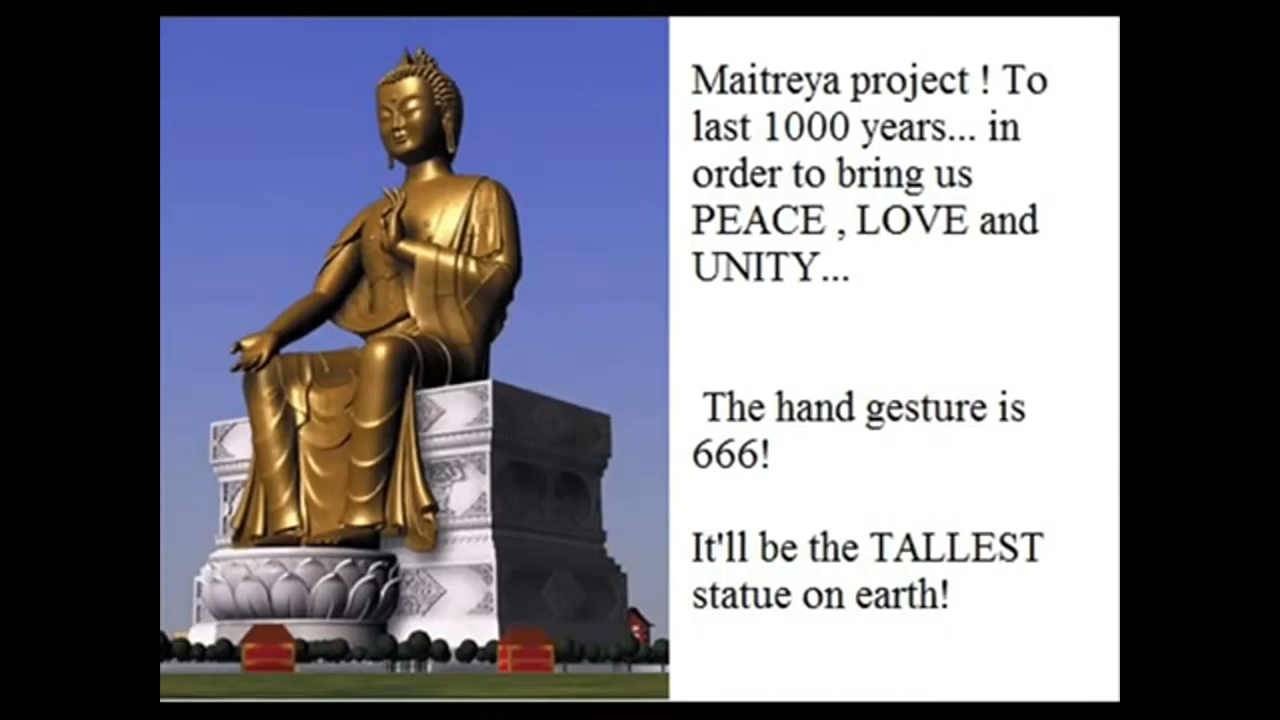 Maitreya project ! To
last 1000 years... in
order to bring us
PEACE , LOVE and
UNITY...
The hand gesture is
666!
It'll be the TALLEST
statue on earth!